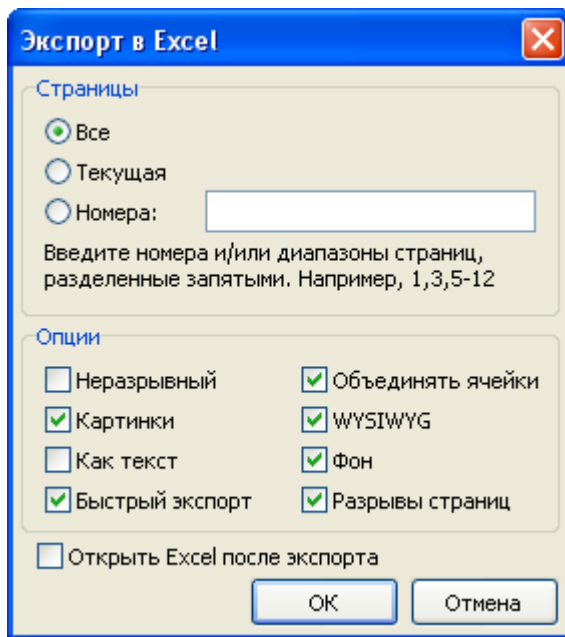 Экспорт в Excel
Страницы
Все
Текущая
Номера:
Введите номера и/или диапазоны страниц,
разделенные запятыми. Например, 1,3,5-12
Опции
Неразрывный
Объединять ячейки
Картинки
WYSIWYG
Как текст
Фон
Быстрый экспорт
Разрывы страниц
Открыть Excel после экспорта
ОК
Отмена